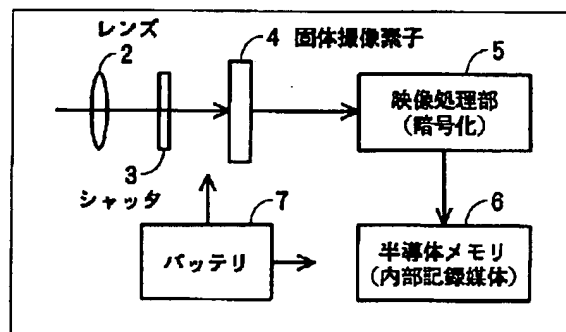 レンズ
2
4 固体撮像素子
5
映像処理部
(暗号化)
3
シャッタ
7
バッテリ
6
半導体メモリ
(内部記録媒体)